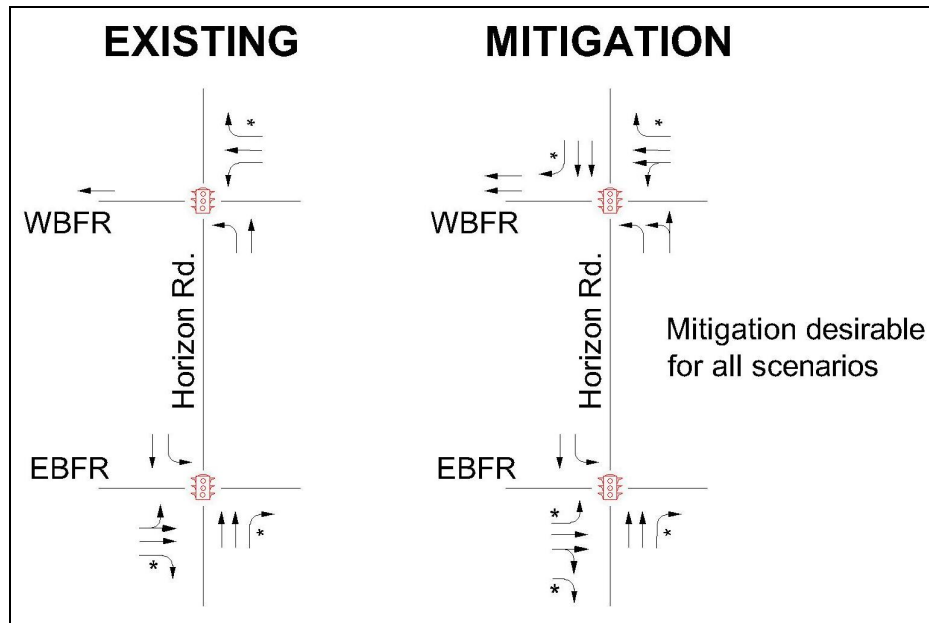 EXISTING
MITIGATION
*
*
*
WBFR
WBFR
Horizon Rd.
Horizon Rd.
Mitigation desirable
for all scenarios
EBFR
EBFR
*
*
*
*
*